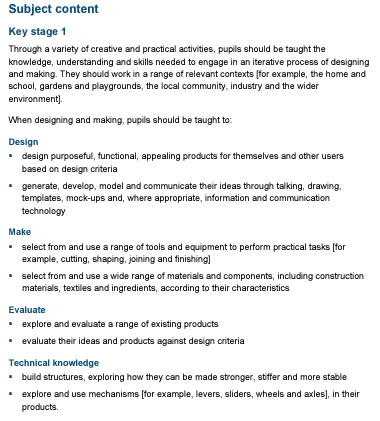 Subject content
Key stage 1
Through a variety of creative and practical activities, pupils should be taught the
knowledge, understanding and skills needed to engage in an iterative process of designing
and making. They should work in a range of relevant contexts [for example, the home and
school, gardens and playgrounds, the local community, industry and the wider
environment].
When designing and making, pupils should be taught to:
Design
▪ design purposeful, functional, appealing products for themselves and other users
based on design criteria
▪ generate, develop, model and communicate their ideas through talking, drawing,
templates, mock-ups and, where appropriate, information and communication
technology
Make
▪ select from and use a range of tools and equipment to perform practical tasks [for
example, cutting, shaping, joining and finishing]
▪ select from and use a wide range of materials and components, including construction
materials, textiles and ingredients, according to their characteristics
Evaluate
▪ explore and evaluate a range of existing products
▪ evaluate their ideas and products against design criteria
Technical knowledge
▪ build structures, exploring how they can be made stronger, stiffer and more stable
▪ explore and use mechanisms [for example, levers, sliders, wheels and axles], in their
products.